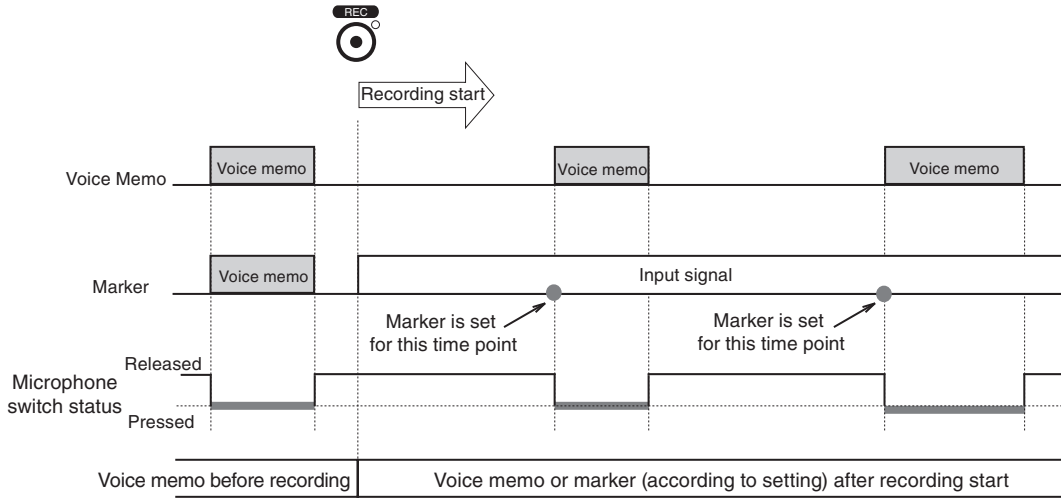 REC
Recording start
Voice Memo
Voice memo
Voice memo
Voice memo
Marker
Voice memo
Input signal
Marker is set
for this time point
Marker is set
for this time point
Released
Microphone
switch status
Pressed
Voice memo before recording
Voice memo or marker (according to setting) after recording start